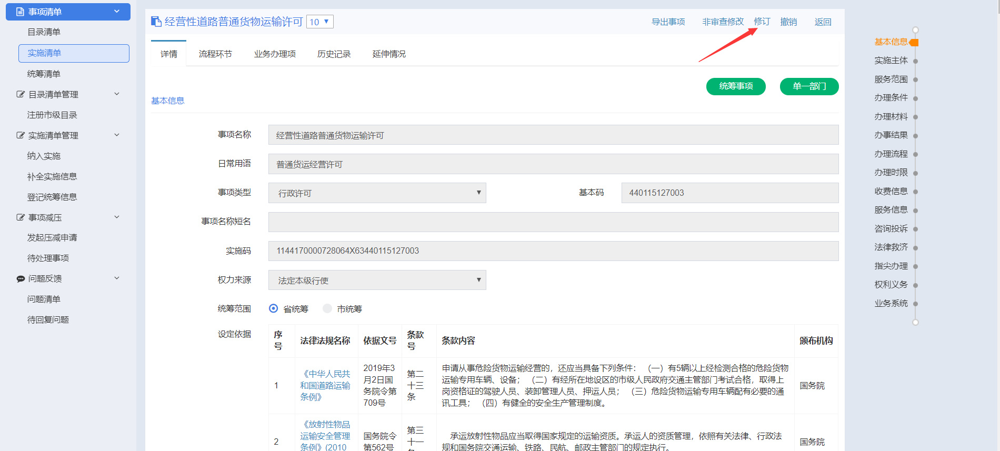 事项清单
目录清单
实施清单
统筹清单
目录清单管理
注册市级目录
实施清单管理
纳入实施
补全实施信息
登记统筹信息
事项减压
发起压减申请
待处理事项
问题反馈
问题清单
待回复问题
经营性道路普通货物运输许可 10
导出事项 非审查修改 修订 撤销 返回
详情 流程环节 业务办理项 历史记录 延伸情况
统筹事项 单一部门
基本信息
事项名称 经营性道路普通货物运输许可
日常用语 普通货运经营许可
事项类型 行政许可 基本码 440115127003
事项名称短名
实施码 1144170000728064X63440115127003
权力来源 法定本级行使
统筹范围 省统筹 市统筹
设定依据
序号 法律法规名称 依据文号 条款号 条款内容 颁布机构
1
《中华人民共
和国道路运输
条例》
2019年3
月2日国
务院令第
709号
第二
十三
条
申请从事危险货物运输经营的，还应当具备下列条件： （一）有5辆以上经检测合格的危险货物
运输专用车辆、设备； （二）有经所在地设区的市级人民政府交通主管部门考试合格，取得上
岗资格证的驾驶人员、装卸管理人员、押运人员； （三）危险货物运输专用车辆配有必要的通
讯工具； （四）有健全的安全生产管理制度。
国务院
2
《放射性物品
运输安全管理
条例》(2010
国务院令
第562号
第三
十一
承运放射性物品应当取得国家规定的运输资质。承运人的资质管理，依照有关法律、行政法
规和国务院交通运输、铁路、民航、邮政主管部门的规定执行。
国务院
基本信息
实施主体
服务范围
办理条件
办理材料
办事结果
办理流程
办理时限
收费信息
服务信息
咨询投诉
法律救济
指尖办理
权利义务
业务系统